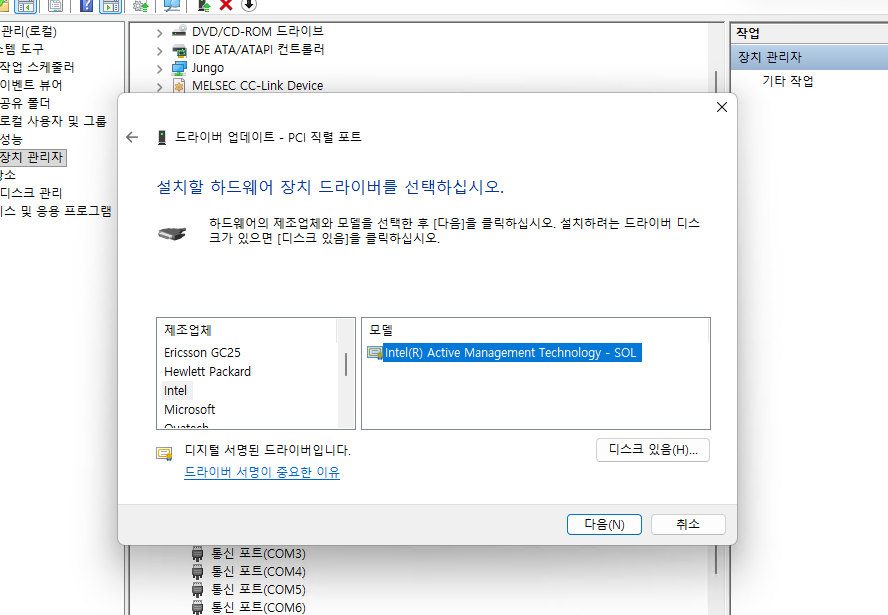 관리(로컬)
스템 도구
작업 스케줄러
이벤트 뷰어
공유 폴더
로컬 사용자 및 그룹
성능
장치 관리자
장소
디스크 관리
비스 및 응용 프로그램
DVD/CD-ROM 드라이브
IDE ATA/ATAPI 컨트롤러
Jungo
MELSEC CC-Link Device
작업
장치 관리자
기타 작업
드라이버 업데이트 - PCI 직렬 포트
설치할 하드웨어 장치 드라이버를 선택하십시오.
하드웨어의 제조업체와 모델을 선택한 후 [다음]을 클릭하십시오. 설치하려는 드라이버 디스
크가 있으면 [디스크 있음]을 클릭하십시오.
제조업체
Ericsson GC25
Hewlett Packard
Intel
Microsoft
Quatech
모델
Intel(R) Active Management Technology - SOL
디지털 서명된 드라이버입니다.
드라이버 서명이 중요한 이유
디스크 있음(H)...
다음(N)
취소
통신 포트(COM3)
통신 포트(COM4)
통신 포트(COM5)
통신 포트(COM6)